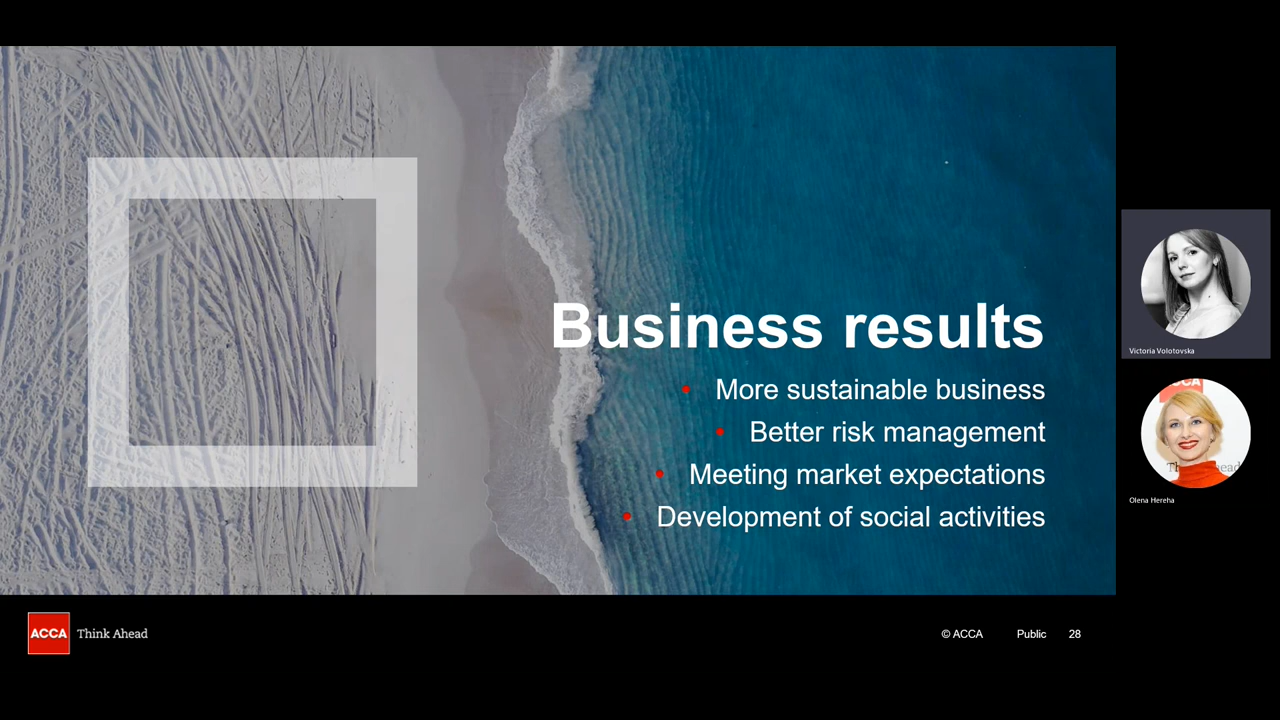 Business results
More sustainable business
Better risk management
Meeting market expectations
Development of social activities
Victoria Volotovska
ACCA
Olena Hereha
ACCA
Think Ahead
© ACCA
Public
28